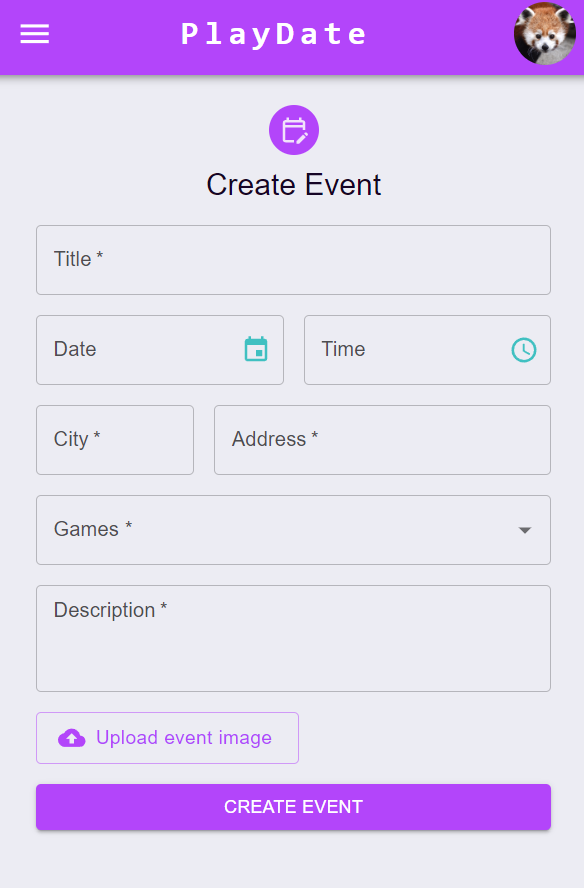 PlayDate
Create Event
Title *
Date
Time
City *
Address *
Games *
Description *
Upload event image
CREATE EVENT